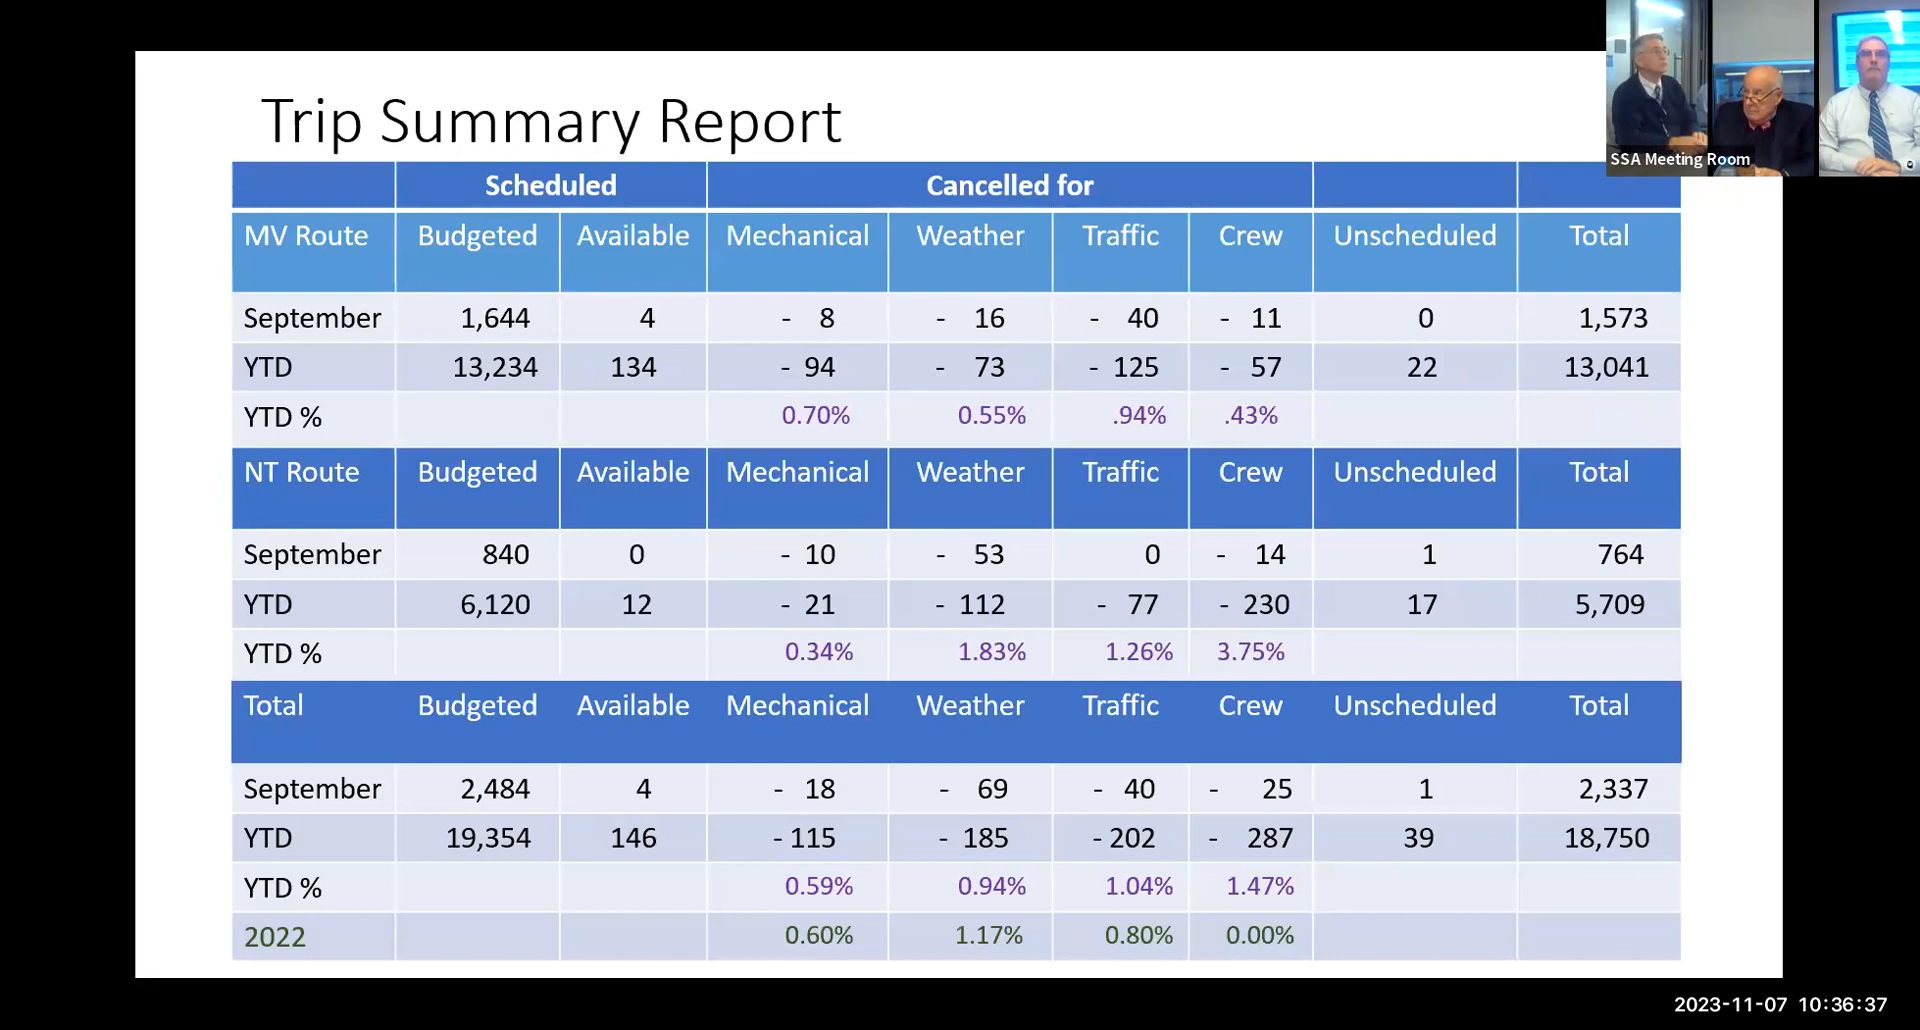 Trip Summary Report
SSA Meeting Room
Scheduled Cancelled for
MV Route Budgeted Available Mechanical Weather Traffic Crew Unscheduled Total
September 1,644 4 - 8 - 16 - 40 - 11 0 1,573
YTD 13,234 134 - 94 - 73 - 125 - 57 22 13,041
YTD % 0.70% 0.55% .94% .43%
NT Route Budgeted Available Mechanical Weather Traffic Crew Unscheduled Total
September 840 0 - 10 - 53 0 - 14 1 764
YTD 6,120 12 - 21 - 112 - 77 - 230 17 5,709
YTD % 0.34% 1.83% 1.26% 3.75%
Total Budgeted Available Mechanical Weather Traffic Crew Unscheduled Total
September 2,484 4 - 18 - 69 - 40 - 25 1 2,337
YTD 19,354 146 - 115 - 185 - 202 - 287 39 18,750
YTD % 0.59% 0.94% 1.04% 1.47%
2022 0.60% 1.17% 0.80% 0.00%
2023-11-07 10:36:37